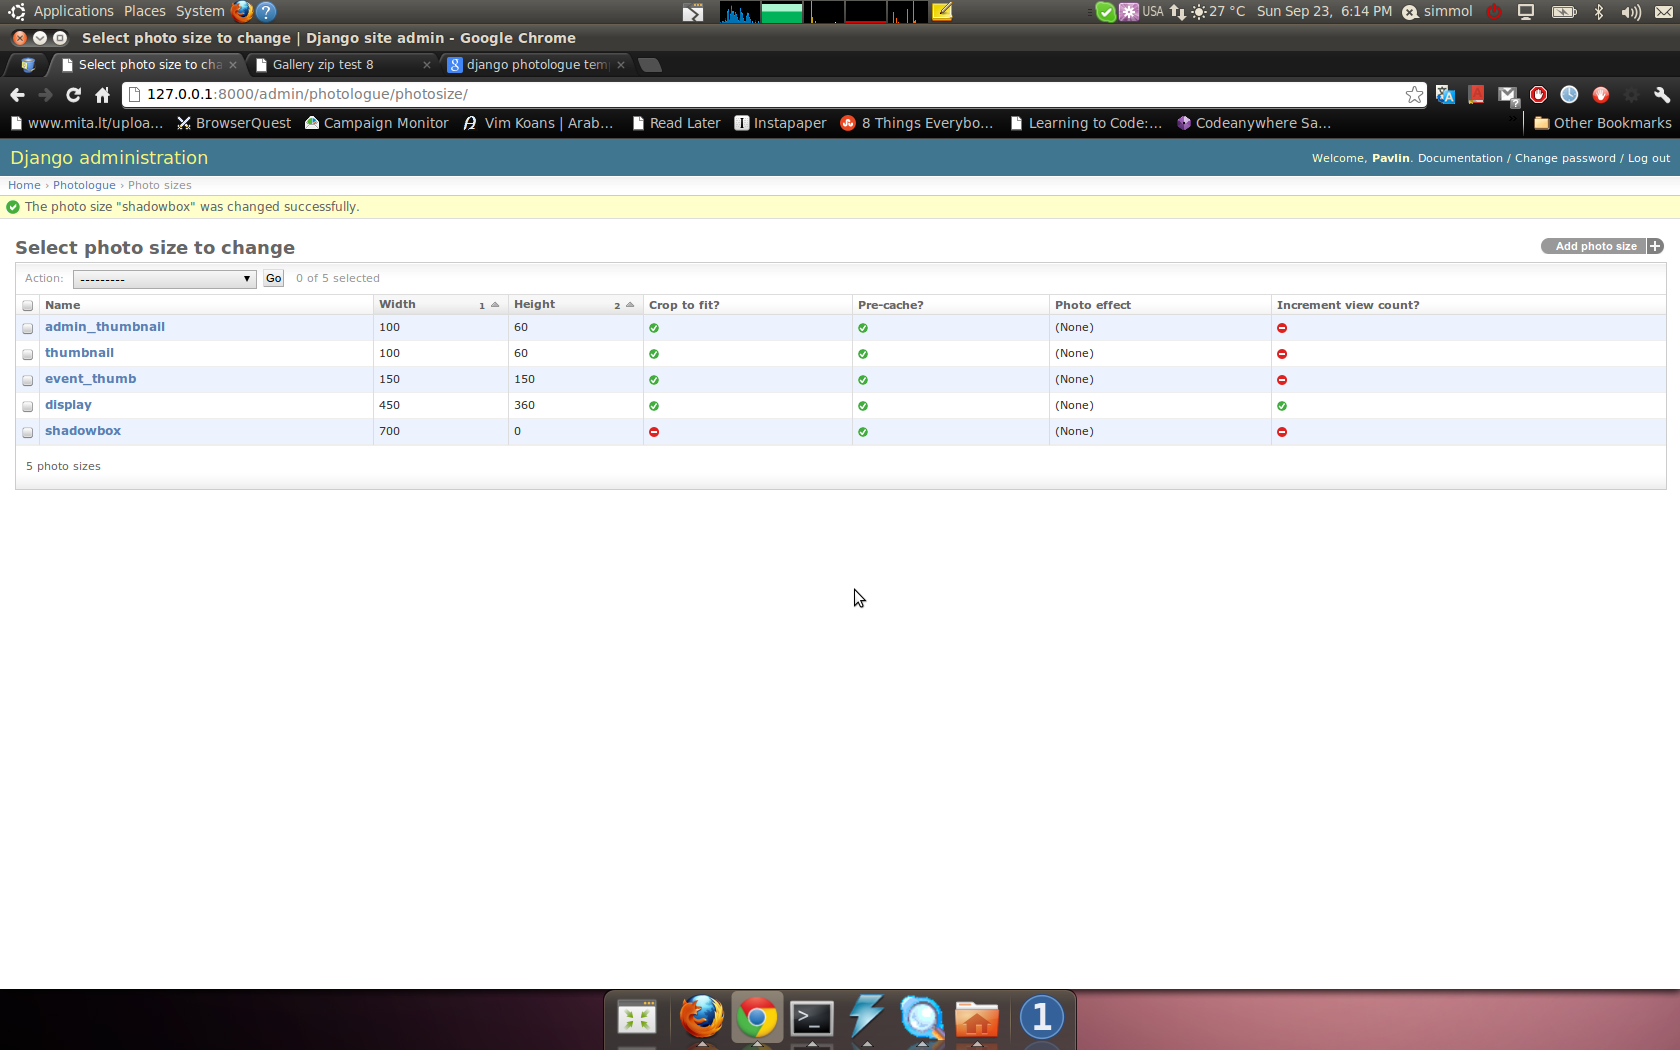 Applications Places System USA 27 °C Sun Sep 23, 6:14 PM simmol
Select photo size to change | Django site admin - Google Chrome
Select photo size to cha Gallery zip test 8 django photologue tem
127.0.0.1:8000/admin/photologue/photosize/
www.mita.lt/uploa... BrowserQuest Campaign Monitor Vim Koans | Arab... Read Later Instapaper 8 Things Everybo... Learning to Code:... Codeanywhere Sa... Other Bookmarks
Django administration Welcome, Pavlin. Documentation / Change password / Log out
Home › Photologue › Photo sizes
The photo size "shadowbox" was changed successfully.
Select photo size to change Add photo size +
Action: --------- Go 0 of 5 selected
Name Width 1 Height 2 Crop to fit? Pre-cache? Photo effect Increment view count?
admin_thumbnail 100 60 (None)
thumbnail 100 60 (None)
event_thumb 150 150 (None)
display 450 360 (None)
shadowbox 700 0 (None)
5 photo sizes
1